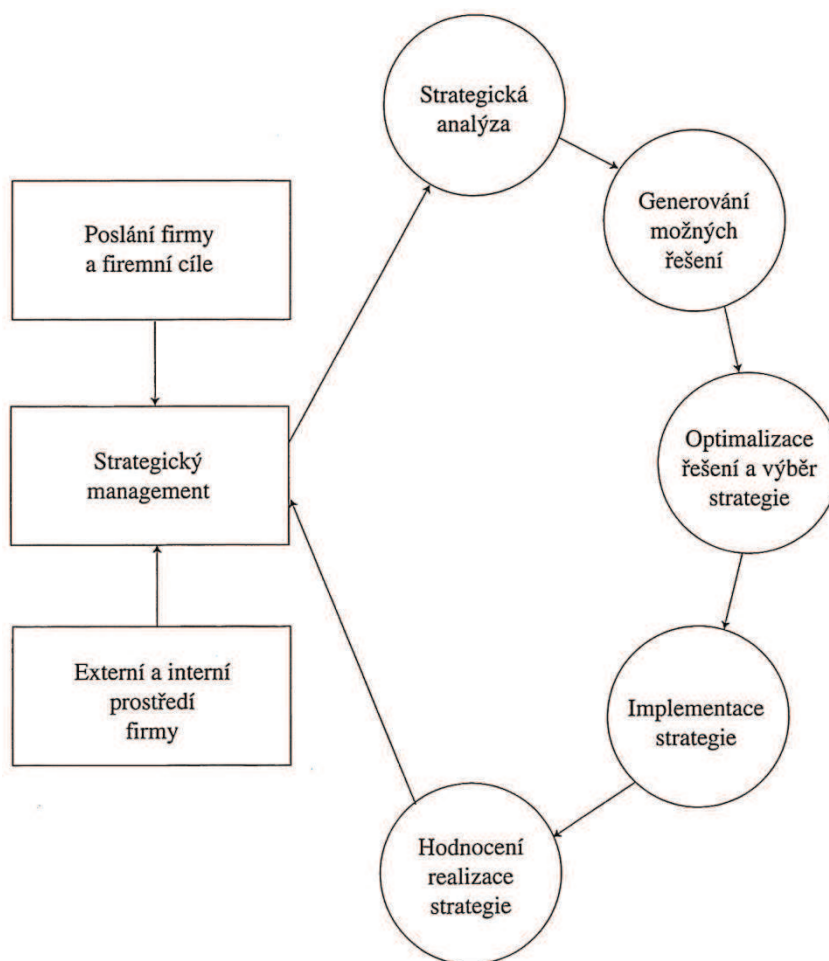 Strategická
analýza
Generování
možných
řešení
Poslání firmy
a firemní cíle
Strategický
management
Optimalizace
řešení a výběr
strategie
Externí a interní
prostředí
firmy
Implementace
strategie
Hodnocení
realizace
strategie